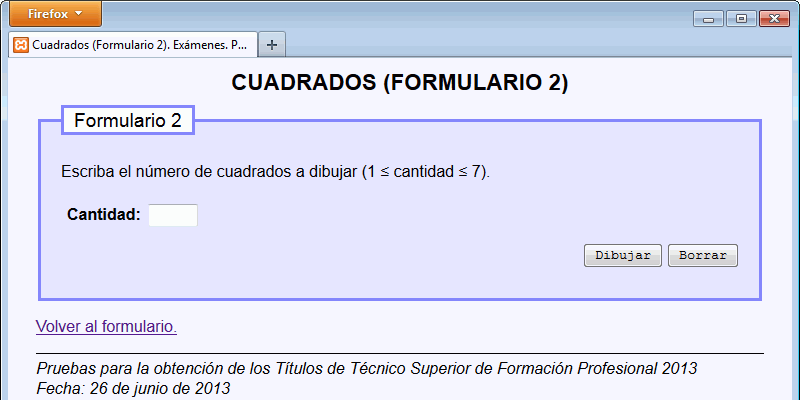 Firefox
Cuadrados (Formulario 2). Exámenes. P...
CUADRADOS (FORMULARIO 2)
Formulario 2
Escriba el número de cuadrados a dibujar (1 ≤ cantidad ≤ 7).
Cantidad:
Dibujar Borrar
Volver al formulario.
Pruebas para la obtención de los Títulos de Técnico Superior de Formación Profesional 2013
Fecha: 26 de junio de 2013